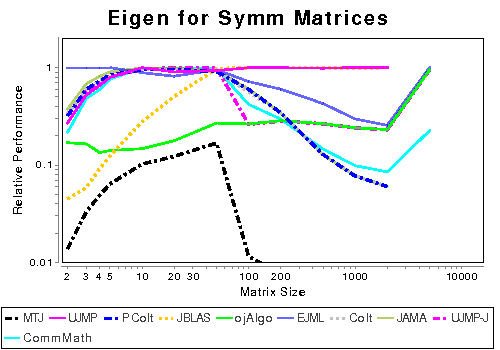 Eigen for Symm Matrices
Relative Performance
1
0.1
0.01
2 3 4 5 10 20 30 100 200 1000 10000
Matrix Size
MTJ UJMP P Colt JBLAS ojAlgo EJML Colt JAMA UJMP-J
CommMath